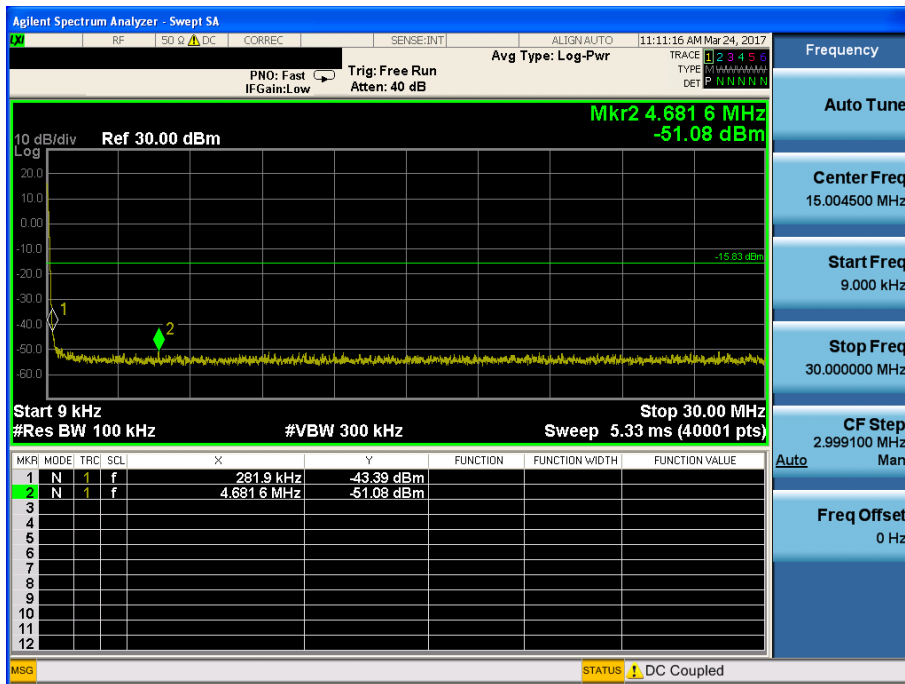 Agilent Spectrum Analyzer - Swept SA
LXI RF 50 Ω DC CORREC SENSE:INT ALIGN AUTO 11:11:16 AM Mar 24, 2017
Frequency
PNO: Fast Trig: Free Run Avg Type: Log-Pwr TRACE 1 2 3 4 5 6
IFGain:Low Atten: 40 dB TYPE M W W W W W
DET P N N N N N
Auto Tune
Mkr2 4.681 6 MHz
10 dB/div Ref 30.00 dBm -51.08 dBm
Log
20.0
10.0
0.00
-10.0
-15.83 dBm
-20.0
-30.0
1
-40.0
2
-50.0
-60.0
Center Freq
15.004500 MHz
Start Freq
9.000 kHz
Stop Freq
30.000000 MHz
Start 9 kHz Stop 30.00 MHz
#Res BW 100 kHz #VBW 300 kHz Sweep 5.33 ms (40001 pts)
CF Step
2.999100 MHz
Auto Man
MKR MODE TRC SCL X Y FUNCTION FUNCTION WIDTH FUNCTION VALUE
1 N 1 f 281.9 kHz -43.39 dBm
2 N 1 f 4.681 6 MHz -51.08 dBm
3
4
5
6
7
8
9
10
11
12
Freq Offset
0 Hz
MSG STATUS DC Coupled